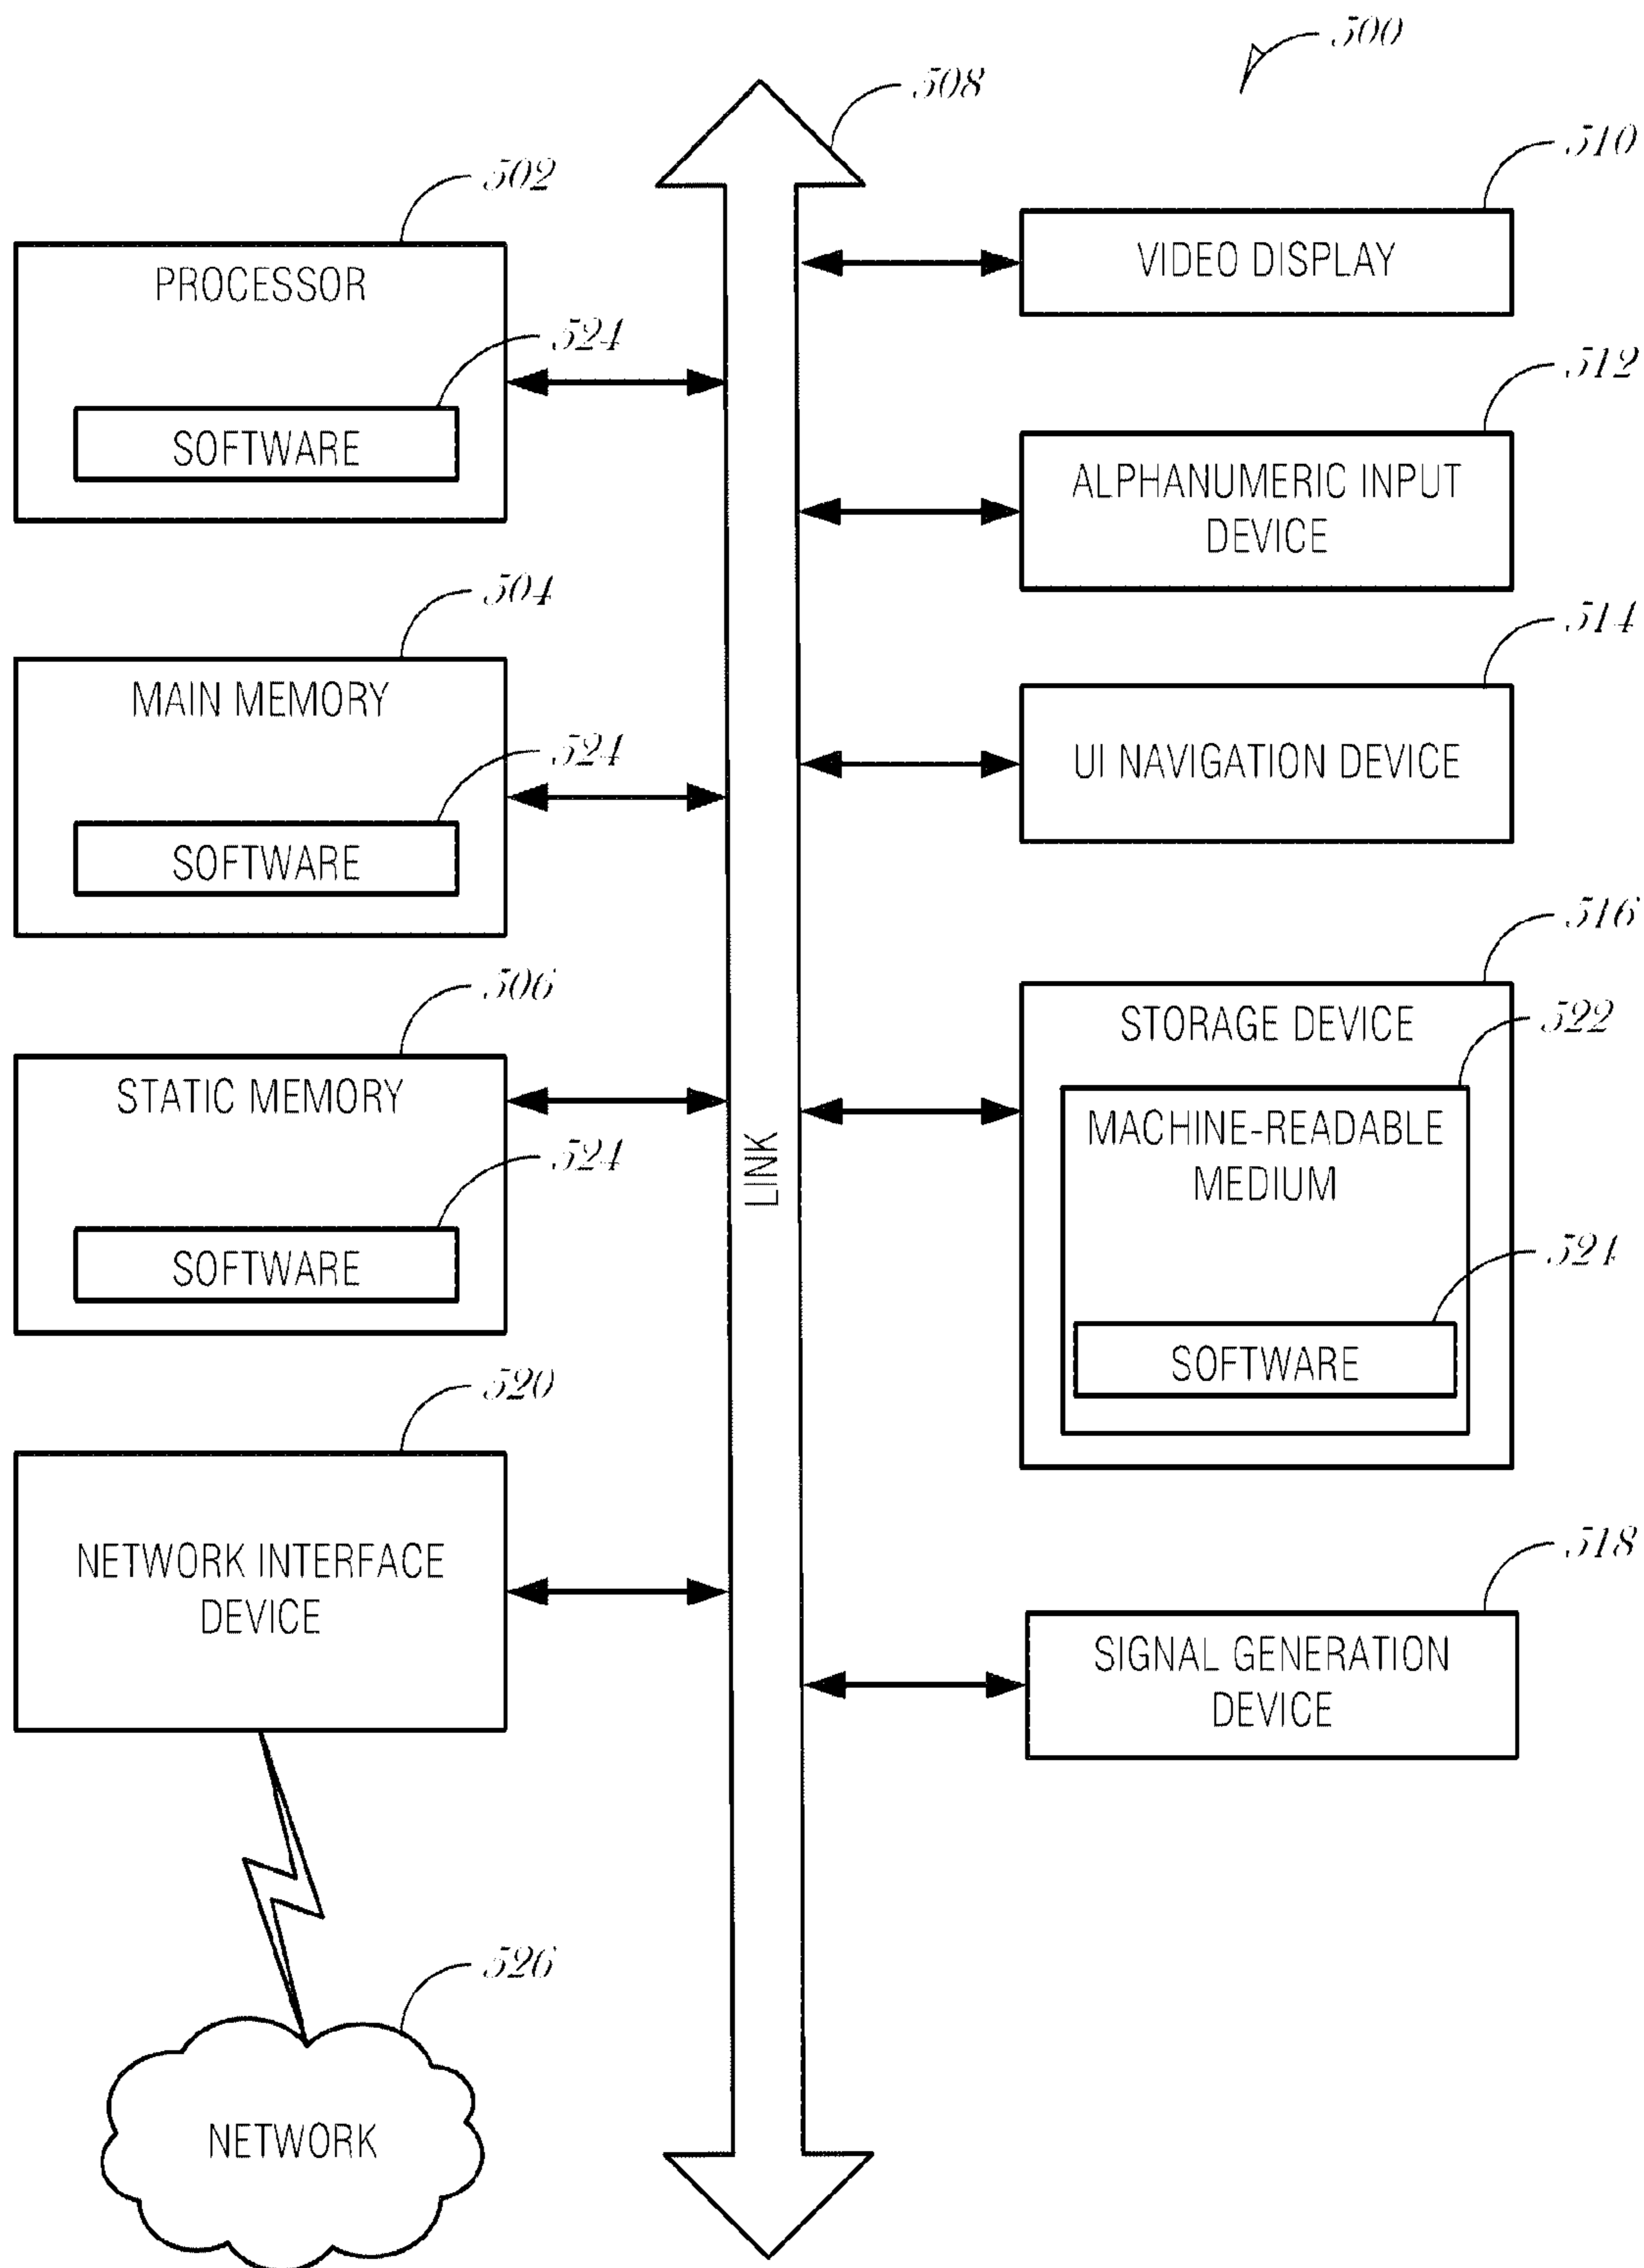 500
508
502
PROCESSOR
524
SOFTWARE
504
MAIN MEMORY
524
SOFTWARE
506
STATIC MEMORY
524
SOFTWARE
520
NETWORK INTERFACE
DEVICE
526
NETWORK
LINK
510
VIDEO DISPLAY
512
ALPHANUMERIC INPUT
DEVICE
514
UI NAVIGATION DEVICE
516
STORAGE DEVICE
522
MACHINE-READABLE
MEDIUM
524
SOFTWARE
518
SIGNAL GENERATION
DEVICE